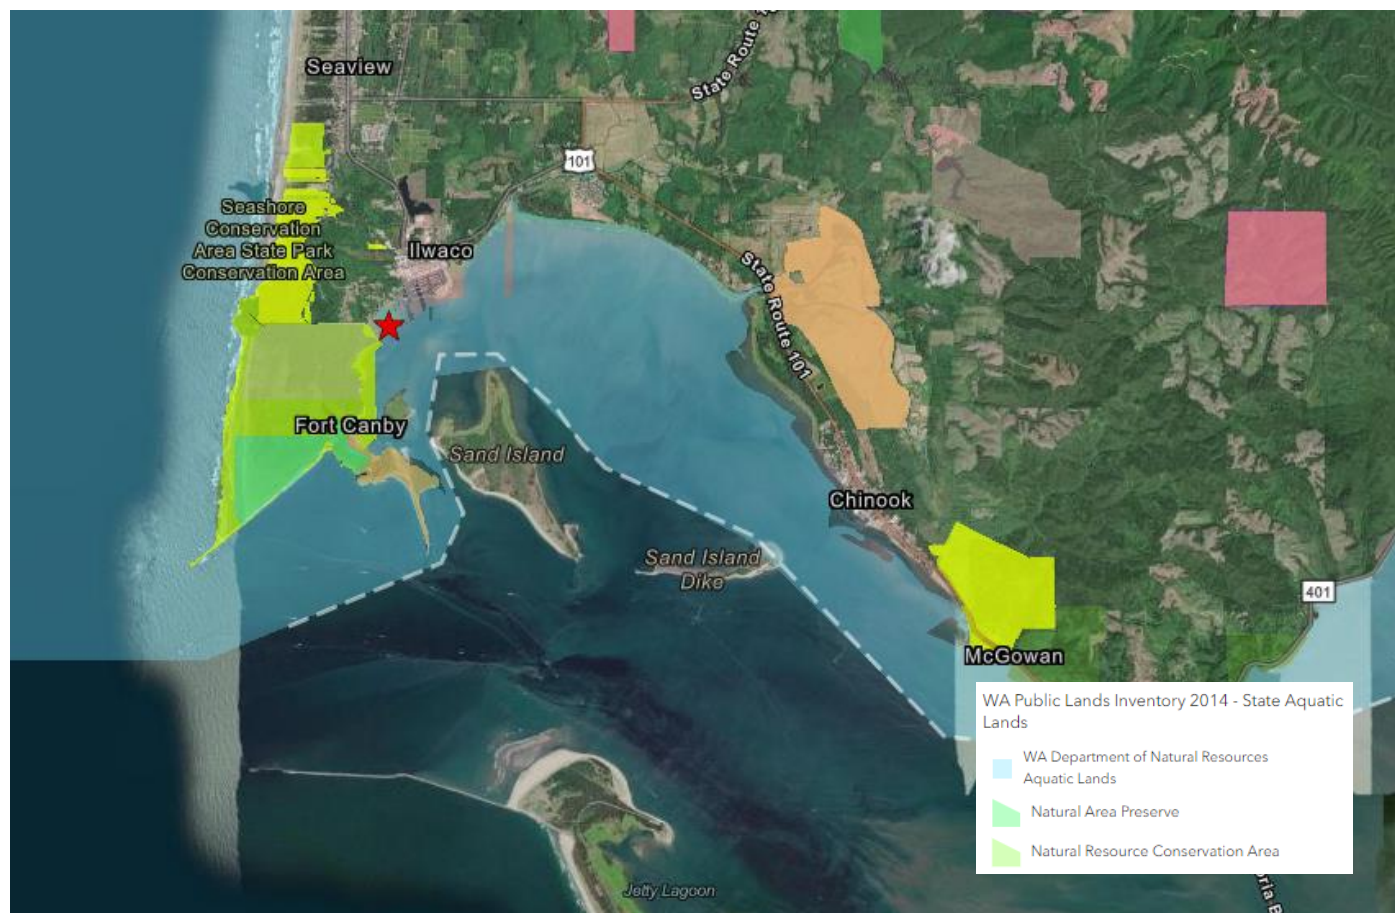 State Route 1
Seaview
101
Seashore
Conservation
Area State Park
Conservation Area
Ilwaco
State Route 101
Fort Canby
Sand Island
Chinook
Sand Island
Dike
401
McGowan
WA Public Lands Inventory 2014 - State Aquatic
Lands
WA Department of Natural Resources
Aquatic Lands
Natural Area Preserve
Natural Resource Conservation Area
Jetty Lagoon
ria B